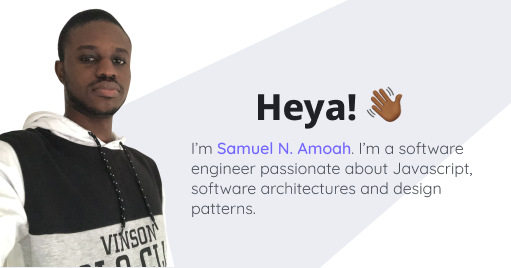 Heya! 👋🏾
I'm Samuel N. Amoah. I'm a software
engineer passionate about Javascript,
software architectures and design
patterns.
VINSON